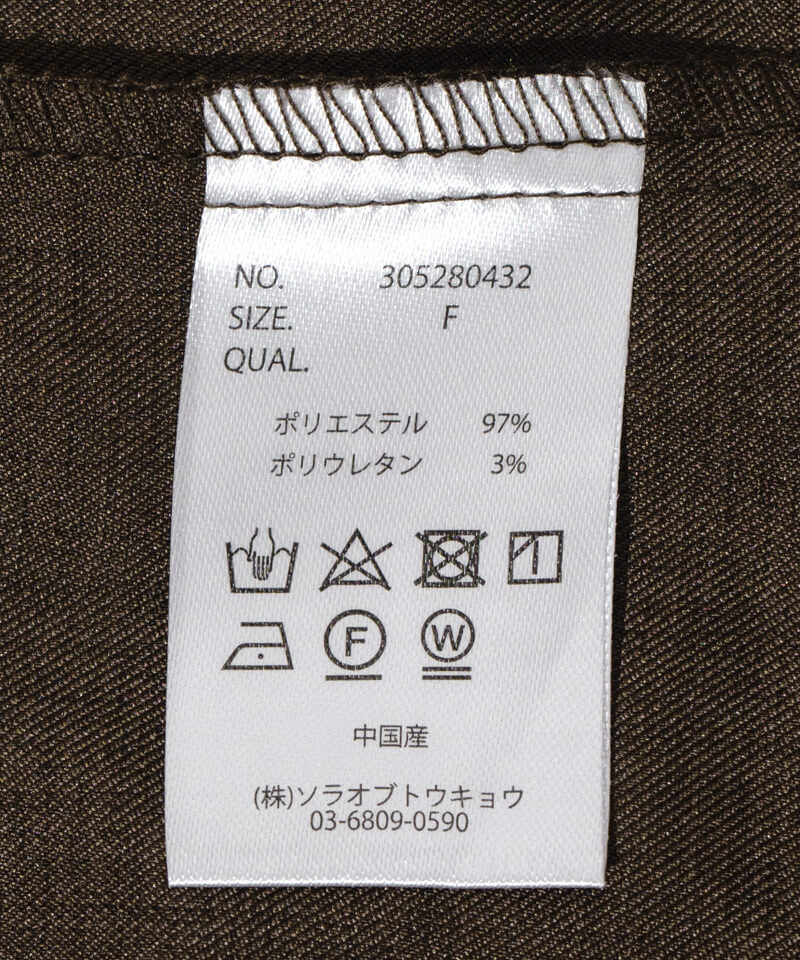 NO. 305280432
SIZE. F
QUAL.
ポリエステル 97%
ポリウレタン 3%
F W
中国産
(株)ソラオブトウキョウ
03-6809-0590